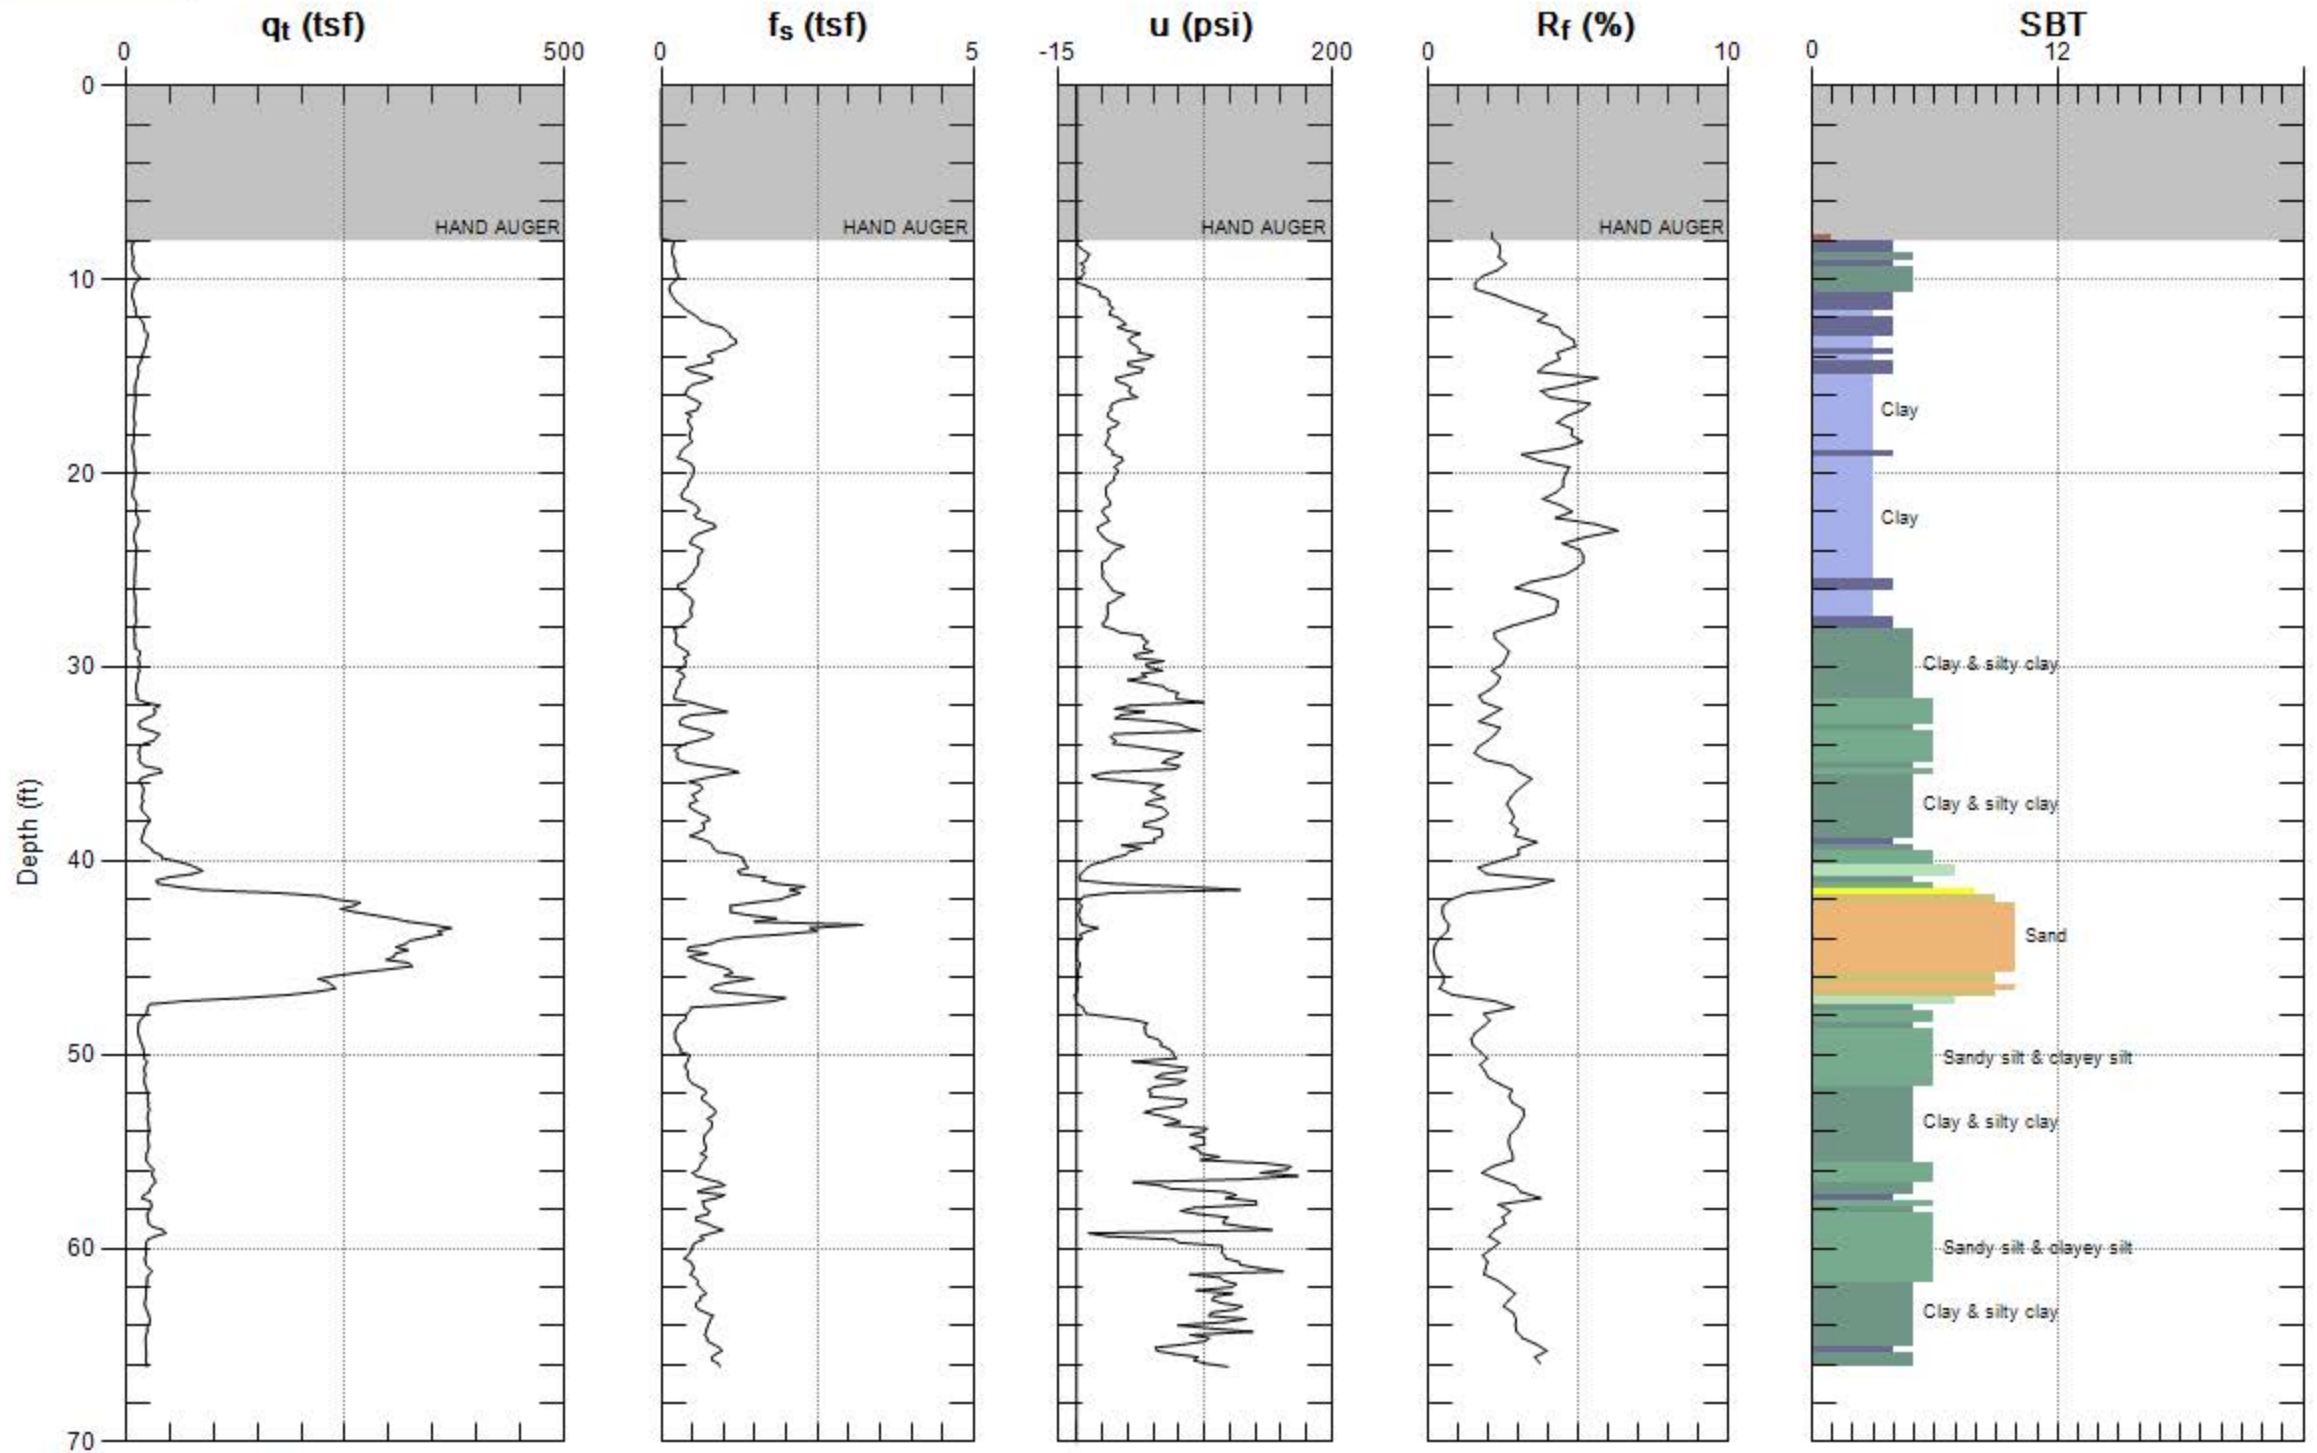 qt (tsf) fs (tsf) u (psi) Rf (%) SBT
0 500 0 5 -15 200 0 10 0 12
0
HAND AUGER HAND AUGER HAND AUGER HAND AUGER
10
Clay
20
Clay
30 Clay & silty clay
Clay & silty clay
Depth (ft)
40
Sand
50 Sandy silt & clayey silt
Clay & silty clay
60 Sandy silt & clayey silt
Clay & silty clay
70